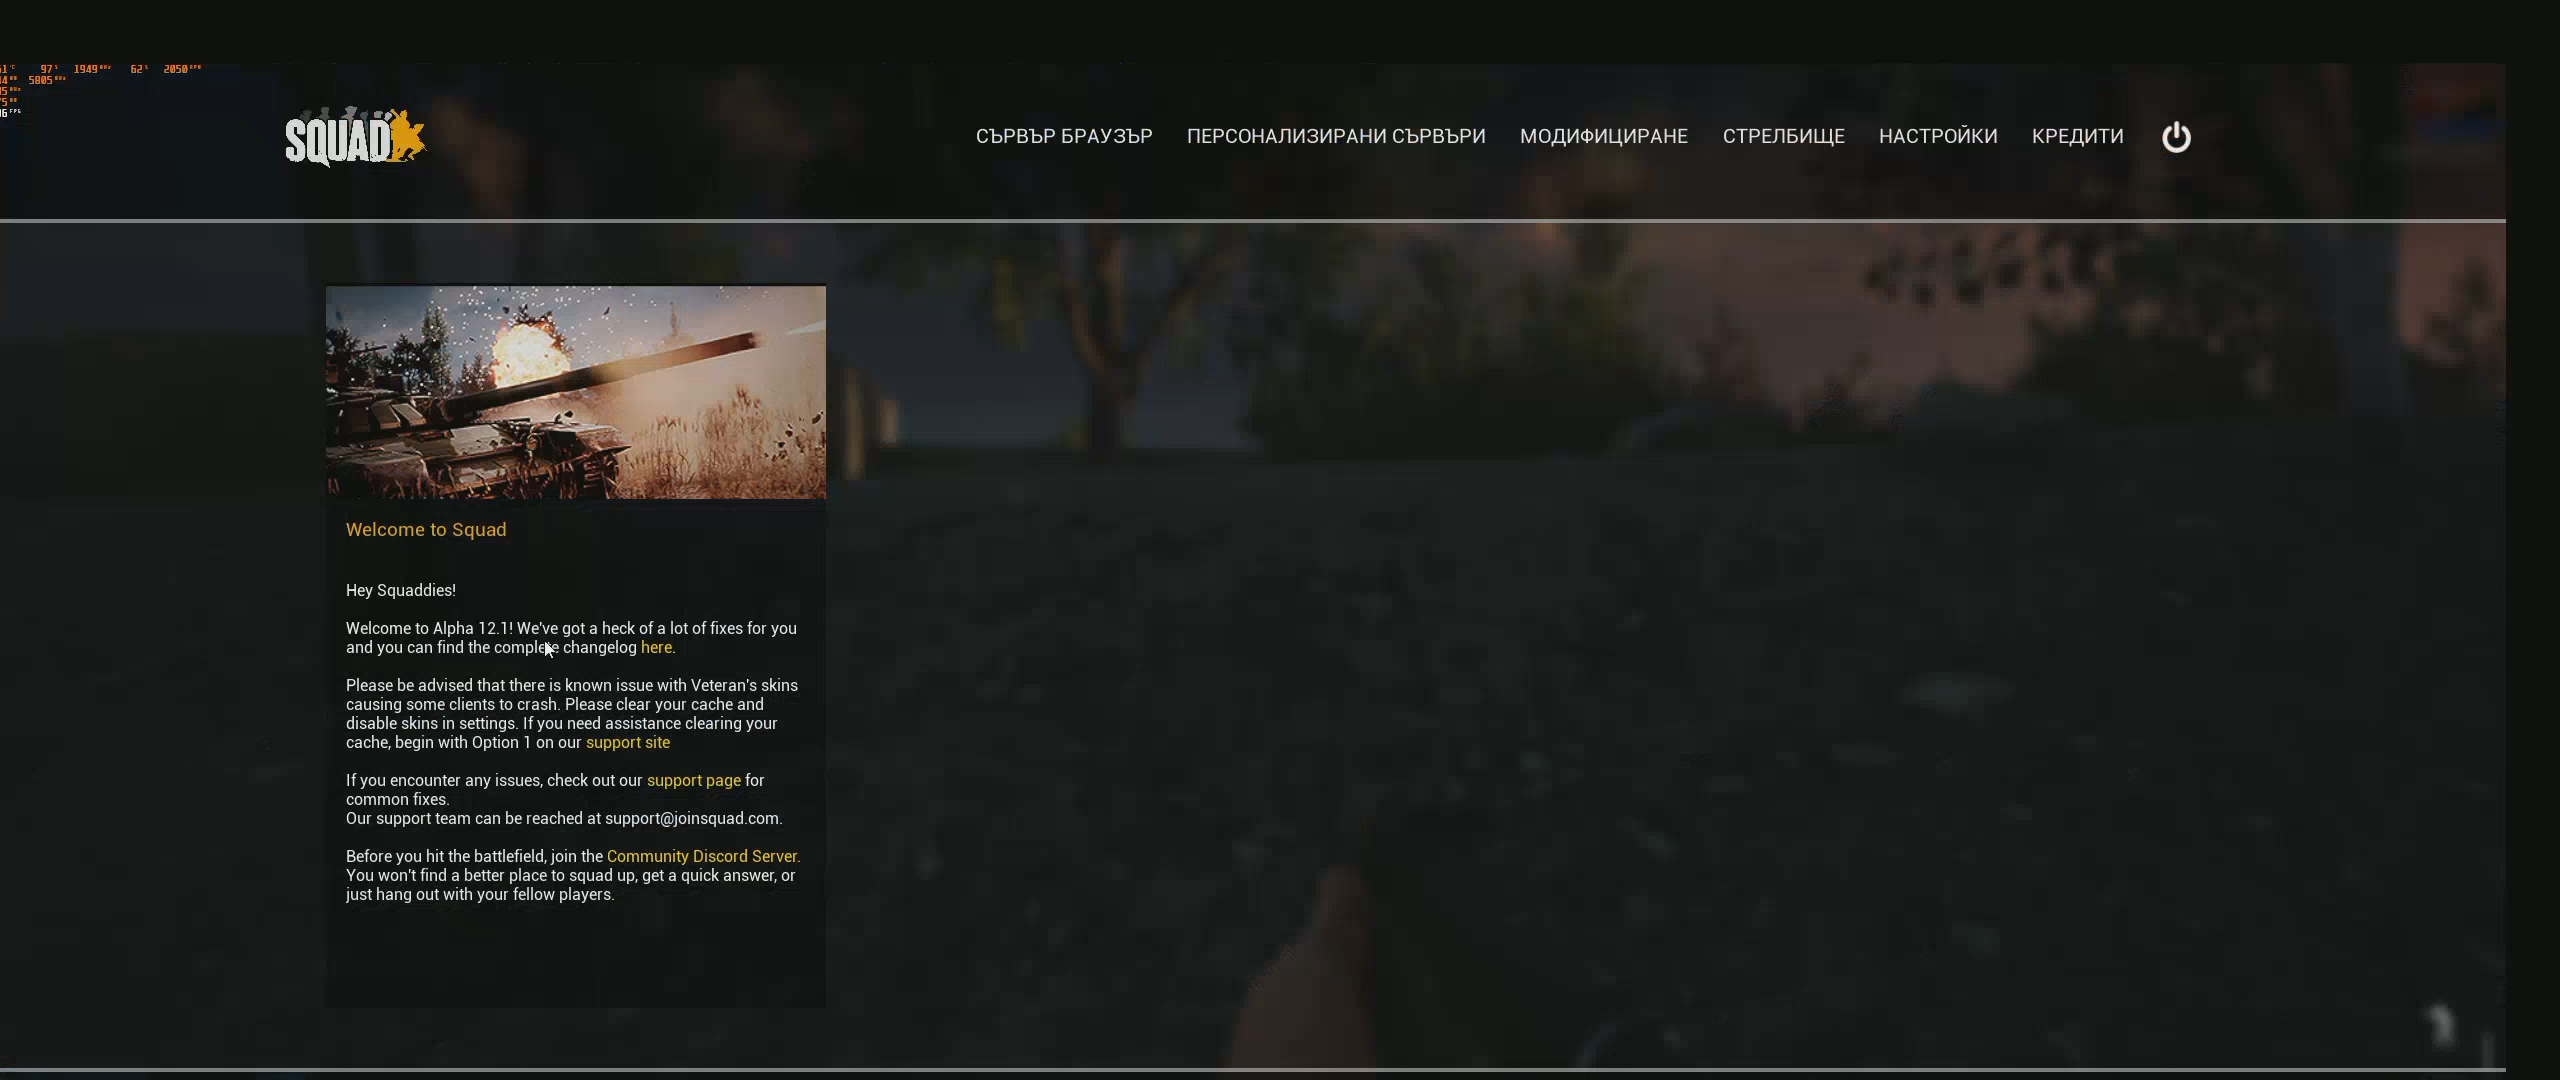 97 1949 62 2050
5805
SQUAD
СЪРВЪР БРАУЗЪР ПЕРСОНАЛИЗИРАНИ СЪРВЪРИ МОДИФИЦИРАНЕ СТРЕЛБИЩЕ НАСТРОЙКИ КРЕДИТИ
Welcome to Squad
Hey Squaddies!
Welcome to Alpha 12.1! We've got a heck of a lot of fixes for you
and you can find the complete changelog here.
Please be advised that there is known issue with Veteran's skins
causing some clients to crash. Please clear your cache and
disable skins in settings. If you need assistance clearing your
cache, begin with Option 1 on our support site
If you encounter any issues, check out our support page for
common fixes.
Our support team can be reached at support@joinsquad.com.
Before you hit the battlefield, join the Community Discord Server.
You won't find a better place to squad up, get a quick answer, or
just hang out with your fellow players.